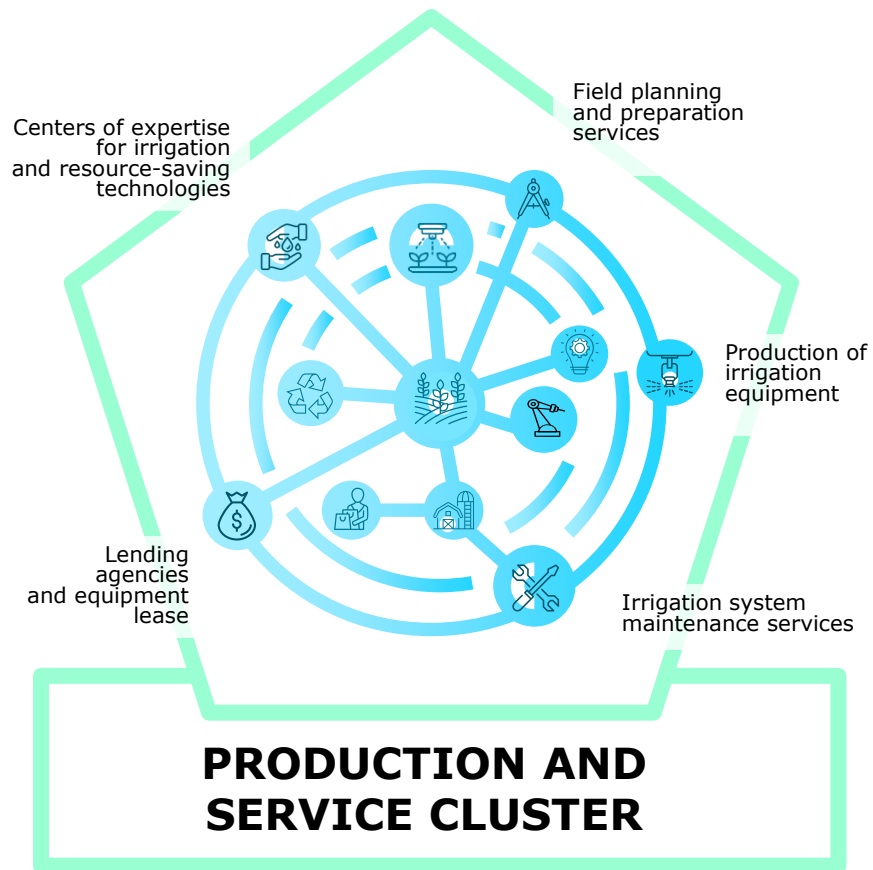 Field planning
and preparation
services
Centers of expertise
for irrigation
and resource-saving
technologies
Production of
irrigation
equipment
$
Lending
agencies
and equipment
lease
Irrigation system
maintenance services
PRODUCTION AND
SERVICE CLUSTER